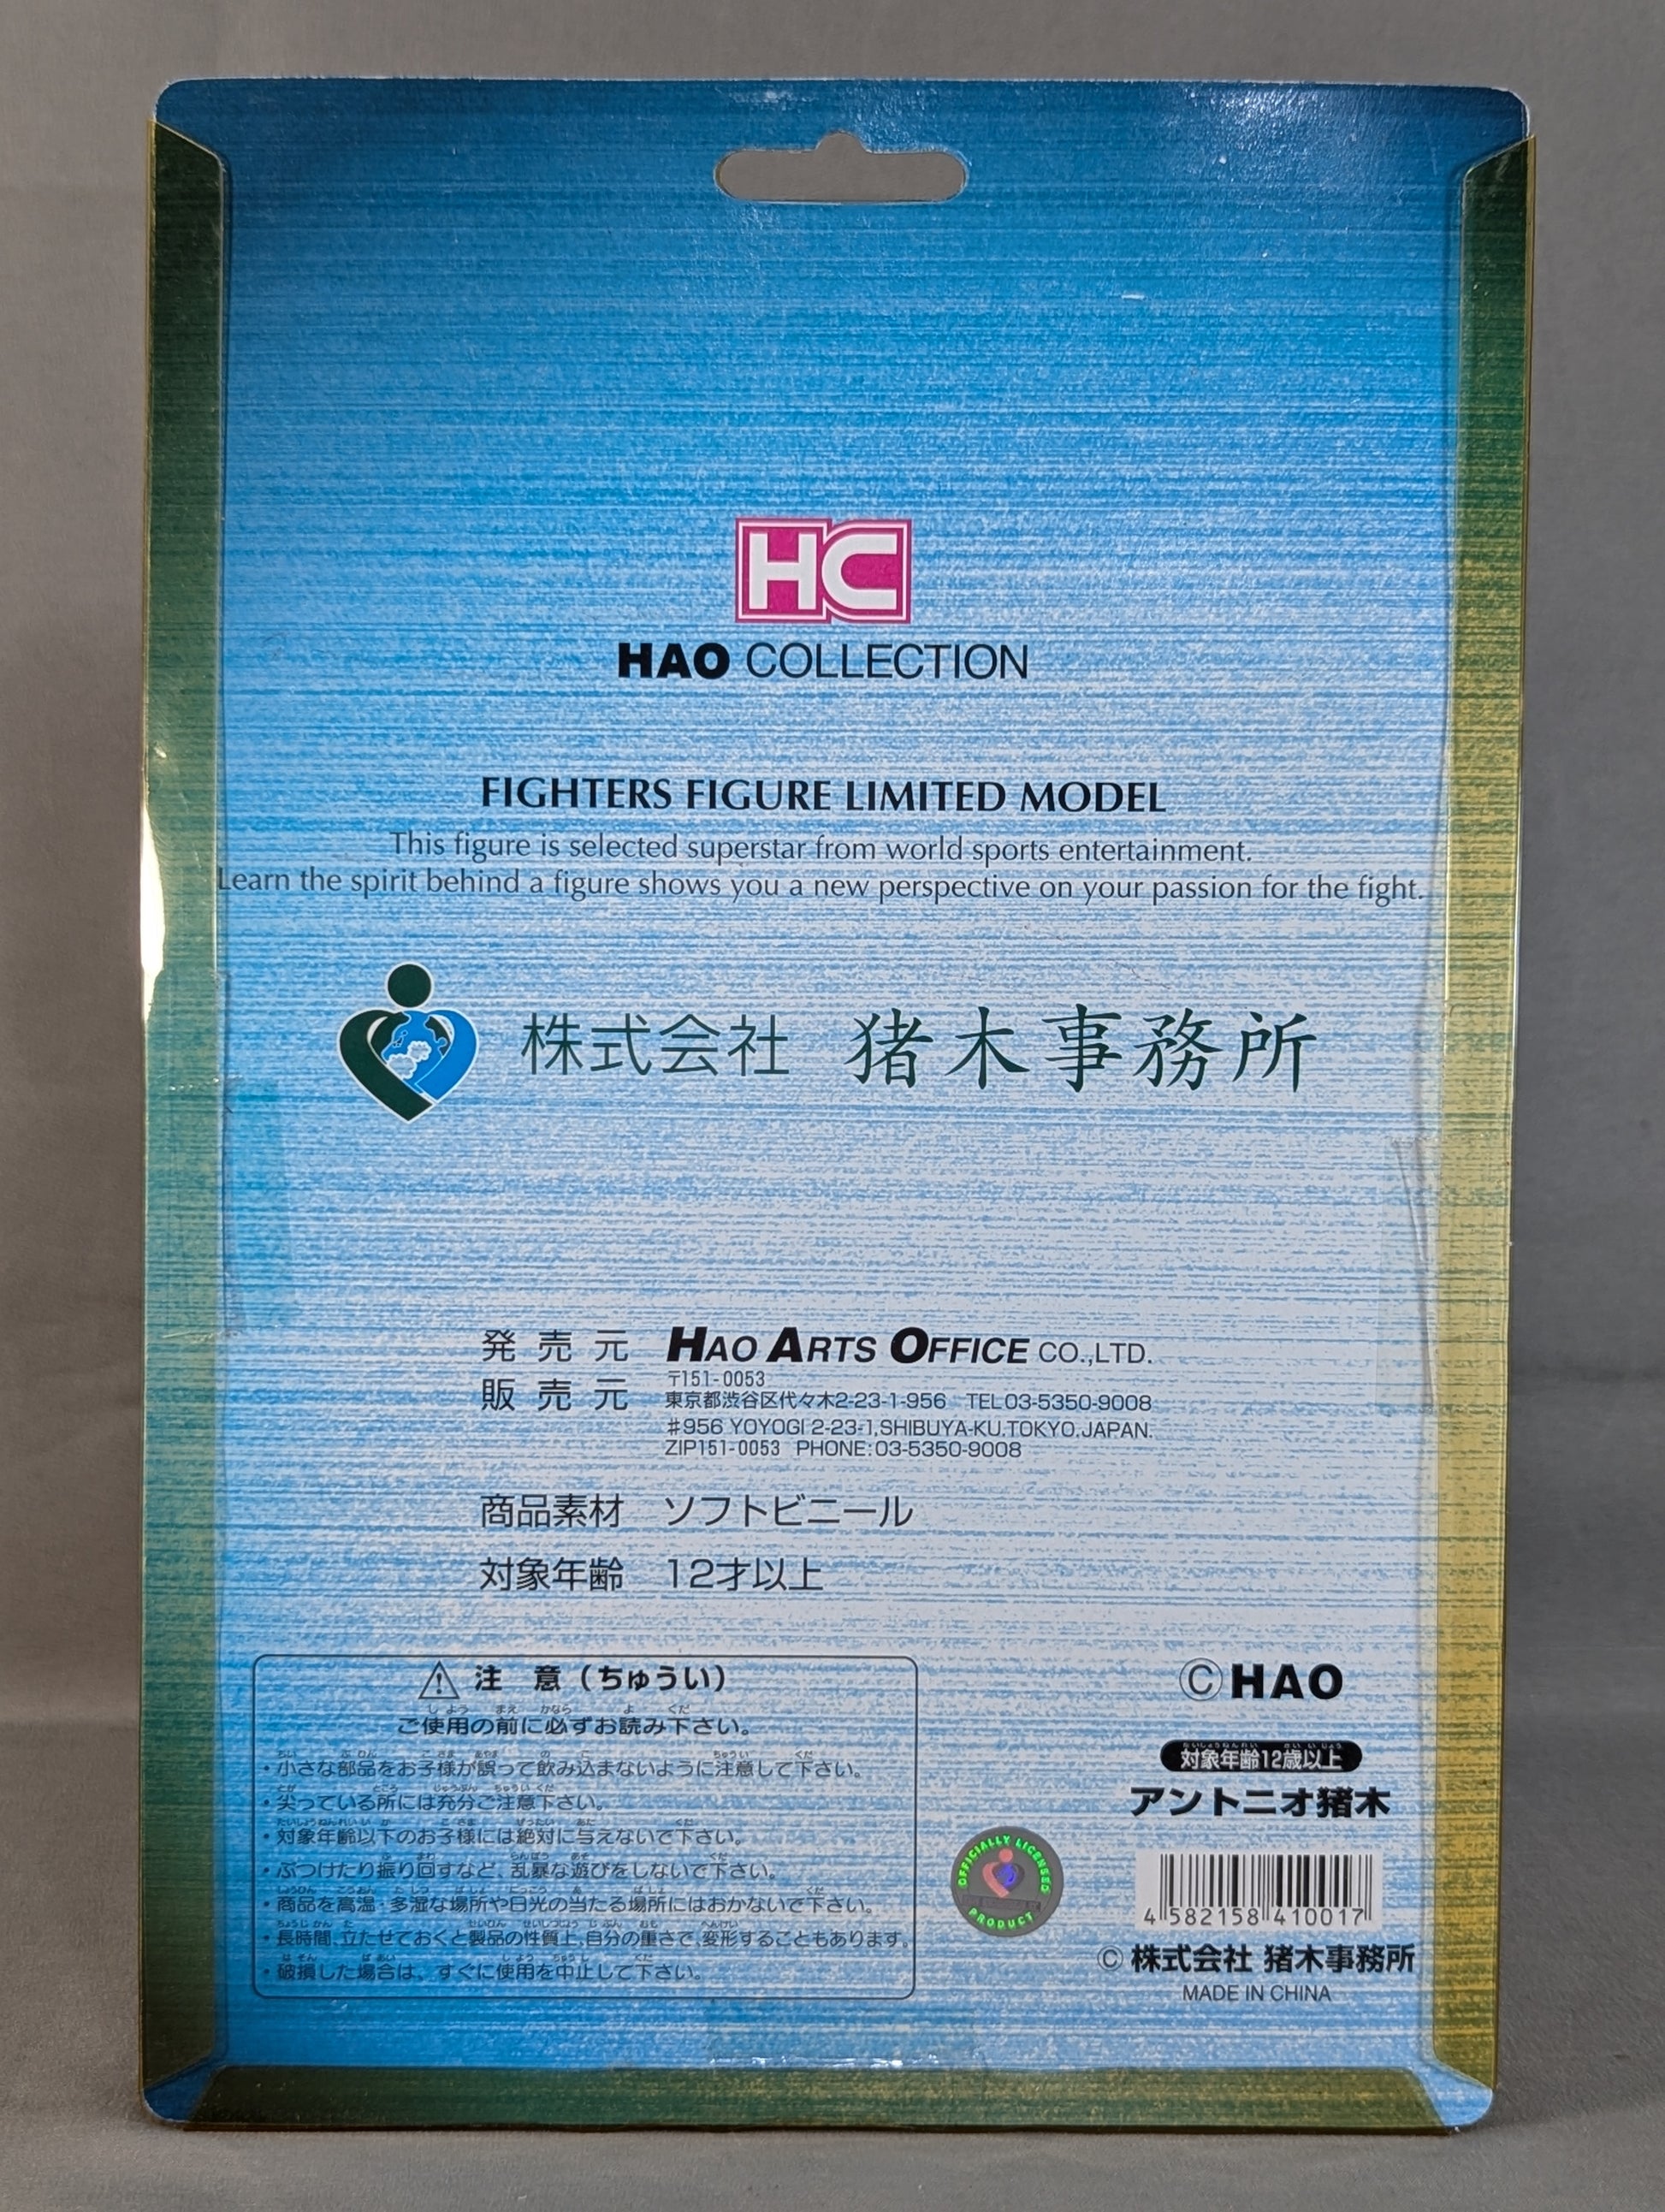 HC
HAO COLLECTION
FIGHTERS FIGURE LIMITED MODEL
This figure is selected superstar from world sports entertainment.
Learn the spirit behind a figure shows you a new perspective on your passion for the fight.
株式会社 猪木事務所
発売元 HAO ARTS OFFICE CO.,LTD.
販売元 〒151-0053
東京都渋谷区代々木2-23-1-956 TEL03-5350-9008
♯956 YOYOGI 2-23-1,SHIBUYA-KU.TOKYO.JAPAN.
ZIP151-0053 PHONE:03-5350-9008
商品素材 ソフトビニール
対象年齢 12才以上
注 意(ちゅうい)
ご使用の前に必ずお読み下さい。
・小さな部品をお子様が誤って飲み込まないように注意して下さい。
・尖っている所には充分ご注意下さい。
・対象年齢以下のお子様には絶対に与えないで下さい。
・ぶつけたり振り回すなど、乱暴な遊びをしないで下さい。
・商品を高温・多湿な場所や日光の当たる場所にはおかないで下さい。
・長時間、立たせておくと製品の性質上、自分の重さで、変形することもあります。
・破損した場合は、すぐに使用を中止して下さい。
©HAO
対象年齢12歳以上
アントニオ猪木
OFFICIALLY LICENSED
PRODUCT
4 582158 410017
© 株式会社 猪木事務所
MADE IN CHINA